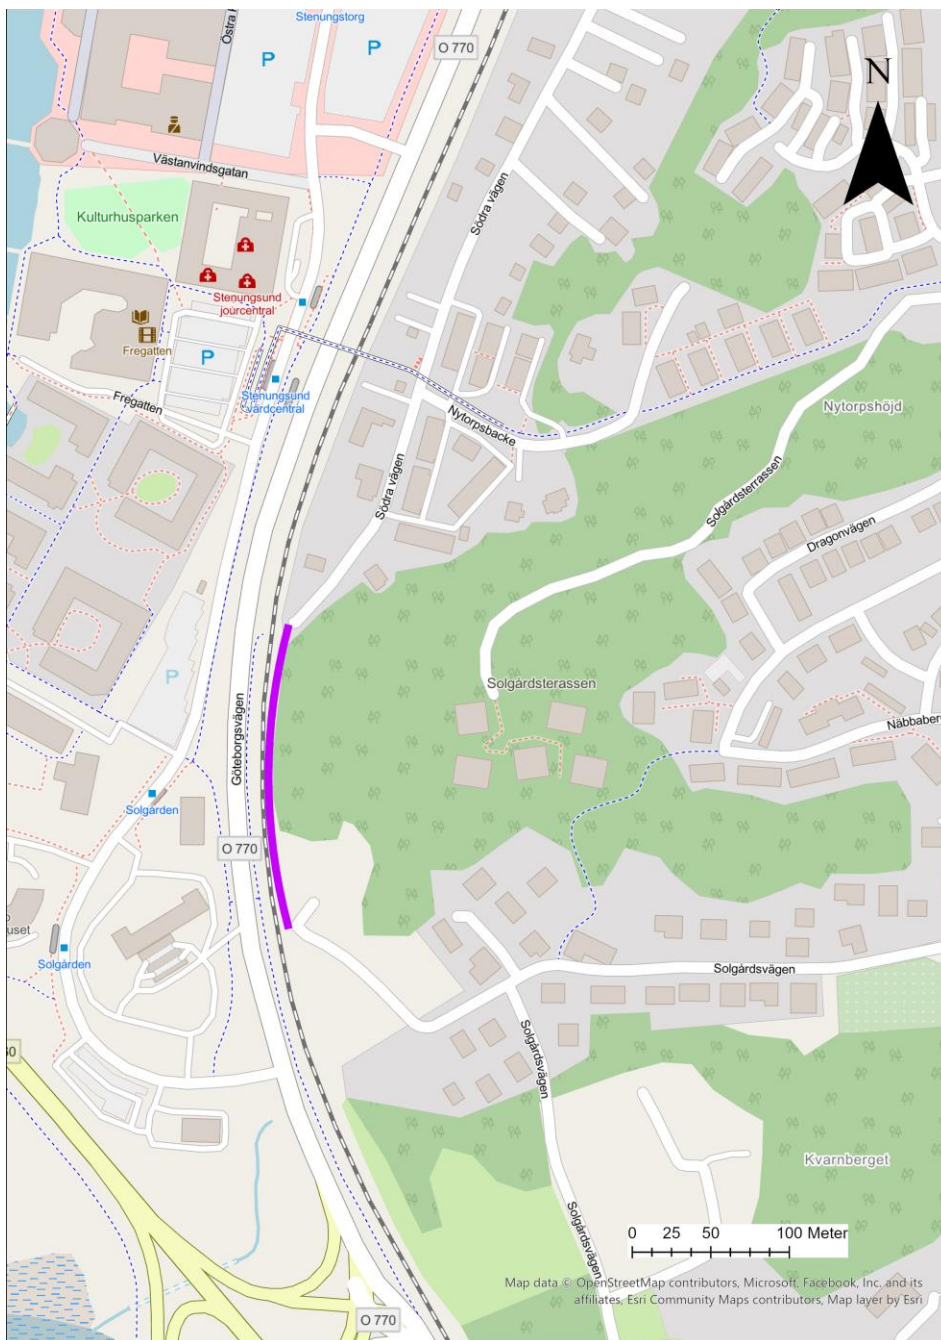 Stenungstorg
Östra
P
P
O 770
N
Västanvindsgatan
Södra vägen
Kulturhusparken
Stenungsund
jourcentral
Fregatten
P
Fregatten
Stenungsund
vårdcentral
Nytorpsbacke
Nytorpshöjd
Södra vägen
Solgårdsterrassen
Dragonvägen
P
Göteborgsvägen
Solgårdsterassen
Näbbaber
Solgården
O 770
uset
Solgården
Solgårdsvägen
Solgårdsvägen
Kvarnberget
Solgårdsvägen
0 25 50 100 Meter
Map data © OpenStreetMap contributors, Microsoft, Facebook, Inc. and its
affiliates, Esri Community Maps contributors, Map layer by Esri
O 770